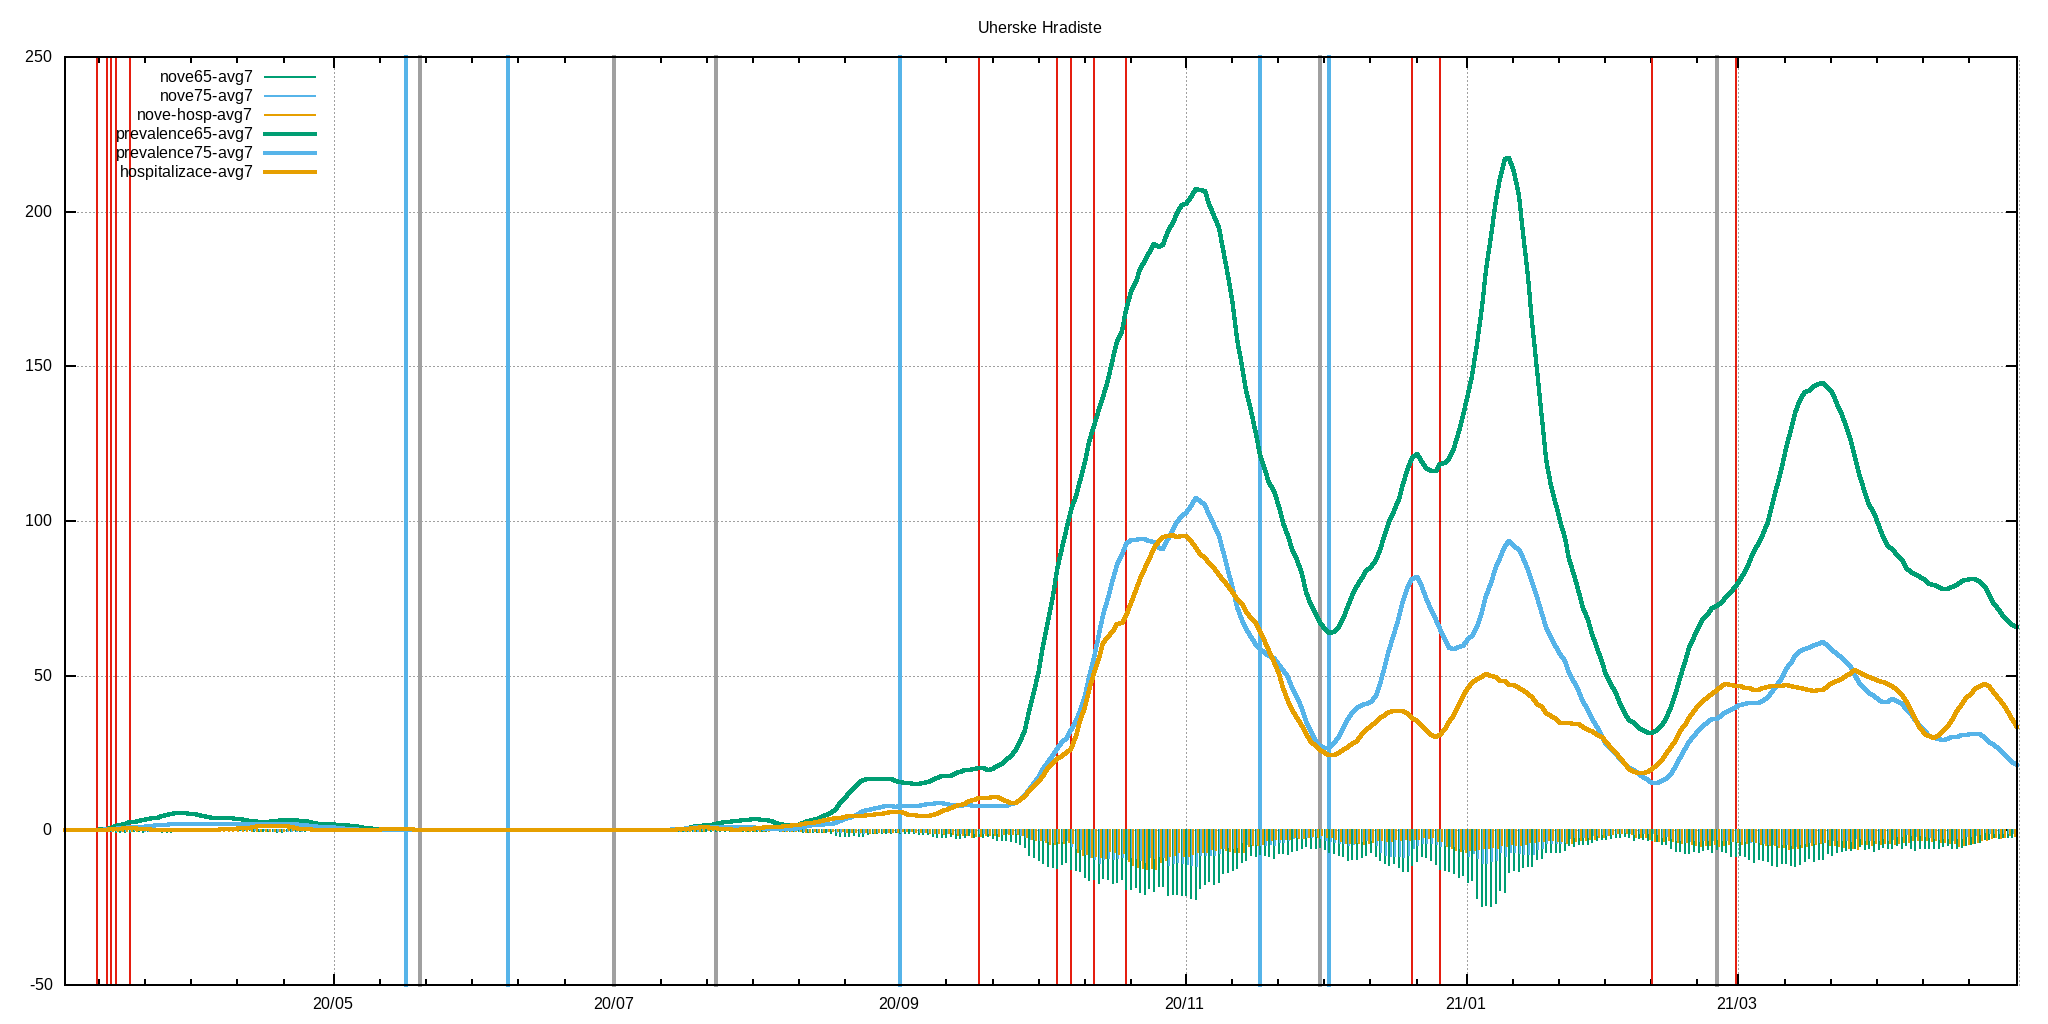 Uherske Hradiste
250
nove65-avg7
nove75-avg7
nove-hosp-avg7
prevalence65-avg7
prevalence75-avg7
hospitalizace-avg7
200
150
100
50
0
-50
20/05 20/07 20/09 20/11 21/01 21/03